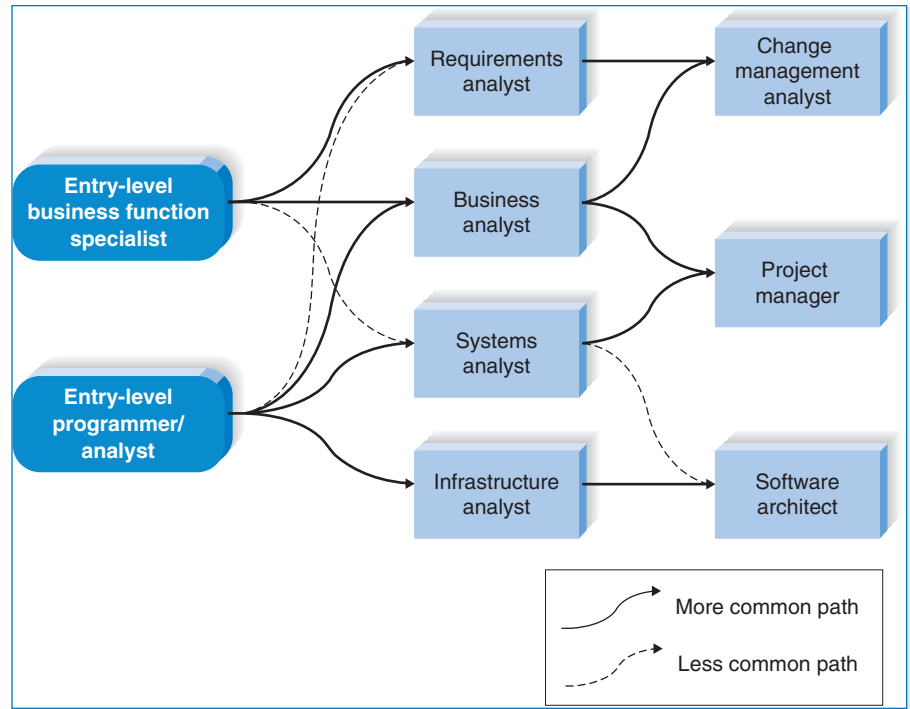 Entry-level
business function
specialist
Entry-level
programmer/
analyst
Requirements
analyst
Business
analyst
Systems
analyst
Infrastructure
analyst
Change
management
analyst
Project
manager
Software
architect
More common path
Less common path